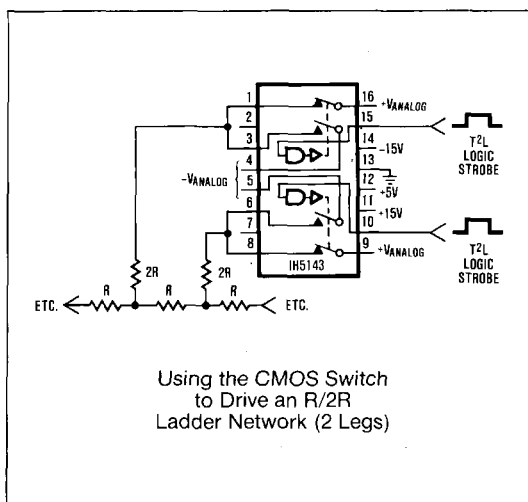 1
2
3
4
5
6
7
8
16 +VANALOG
15
14 -15V
13
12 +5V
11 +15V
10
9 +VANALOG
-VANALOG
IH5143
T²L
LOGIC
STROBE
T²L
LOGIC
STROBE
2R
2R
ETC.
R
R
R
ETC.
Using the CMOS Switch
to Drive an R/2R
Ladder Network (2 Legs)